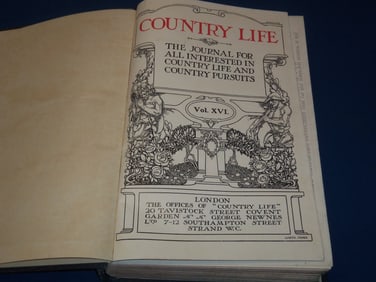 COUNTRY LIFE
THE JOURNAL FOR
ALL INTERESTED IN
COUNTRY LIFE AND
COUNTRY PURSUITS
Vol. XVI.
LONDON
THE OFFICES OF "COUNTRY LIFE"
20 TAVISTOCK STREET COVENT
GARDEN GEORGE NEWNES
LTD 7-12 SOUTHAMPTON STREET
STRAND W.C.